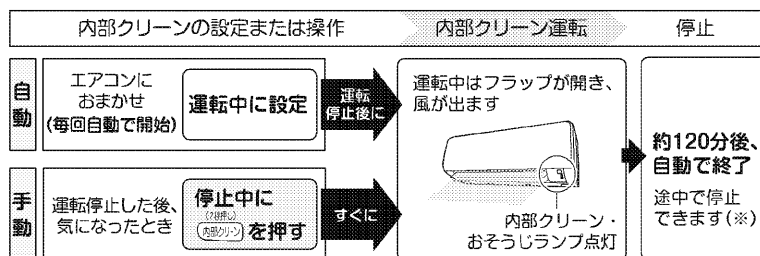 内部クリーンの設定または操作
内部クリーン運転
停止
自動
エアコンに
おまかせ
(毎回自動で開始)
運転中に設定
運転
停止後に
手動
運転停止した後、
気になったとき
停止中に
内部クリーン を押す
すぐに
運転中はフラップが開き、
風が出ます
内部クリーン・
おそうじランプ点灯
約120分後、
自動で終了
途中で停止
できます(※)